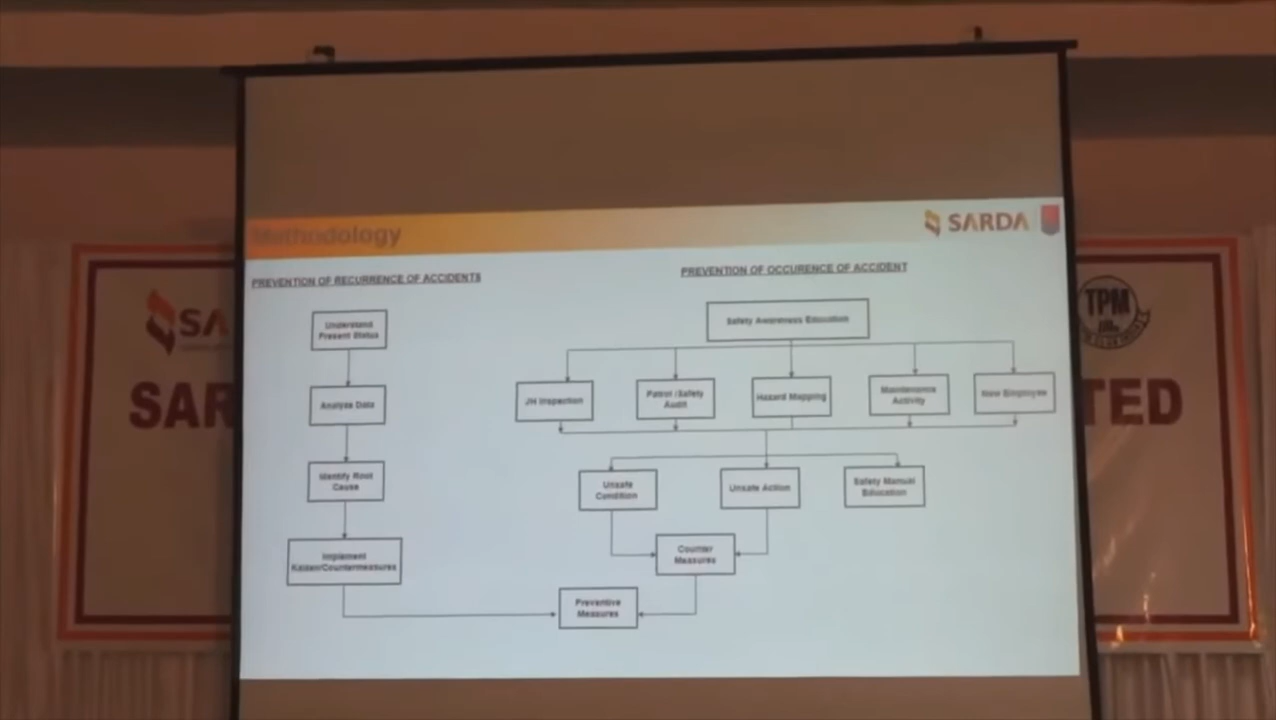 Methodology
SARDA
PREVENTION OF RECURRENCE OF ACCIDENTS
PREVENTION OF OCCURENCE OF ACCIDENT
Understand
Present Status
Analyse Data
Identify Root
Cause
Implement
Kaizen/Countermeasures
Safety Awareness Education
JH Inspection
Patrol /Safety
Audit
Hazard Mapping
Maintenance
Activity
New Employee
Unsafe
Condition
Unsafe Action
Safety Manual
Education
Counter
Measures
Preventive
Measures
SA
SAR
TPM
TED